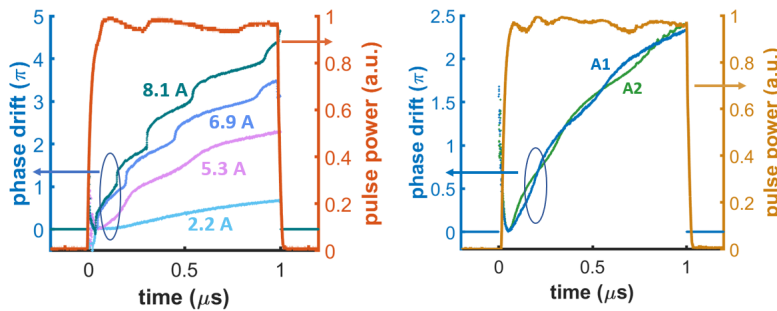 phase drift (π)
5
4
3
2
1
0
8.1 A
6.9 A
5.3 A
2.2 A
1
0.8
0.6
0.4
0.2
0
pulse power (a.u.)
0
0.5
1
time (μs)
phase drift (π)
2.5
2
1.5
1
0.5
0
A1
A2
1
0.8
0.6
0.4
0.2
0
pulse power (a.u.)
0
0.5
1
time (μs)